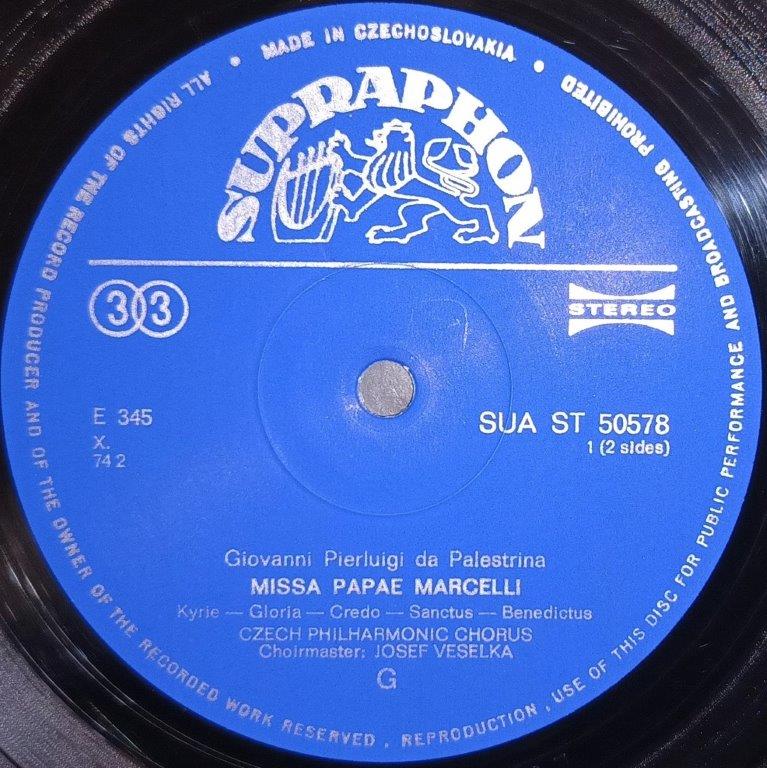 MADE IN CZECHOSLOVAKIA
ALL RIGHTS OF THE RECORD PRODUCER AND OF THE OWNER OF THE RECORDED WORK RESERVED . REPRODUCTION , USE OF THIS DISC FOR PUBLIC PERFORMANCE AND BROADCASTING PROHIBITED
SUPRAPHON
33
STEREO
E 345
X.
74 2
SUA ST 50578
1 (2 sides)
Giovanni Pierluigi da Palestrina
MISSA PAPAE MARCELLI
Kyrie — Gloria — Credo — Sanctus — Benedictus
CZECH PHILHARMONIC CHORUS
Choirmaster: JOSEF VESELKA
G